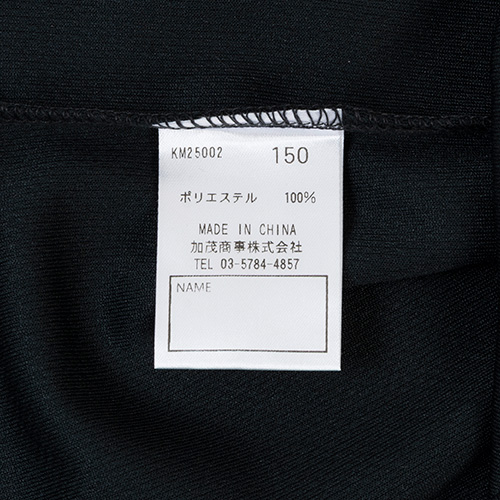 KM25002 150
ポリエステル 100%
MADE IN CHINA
加茂商事株式会社
TEL 03-5784-4857
NAME